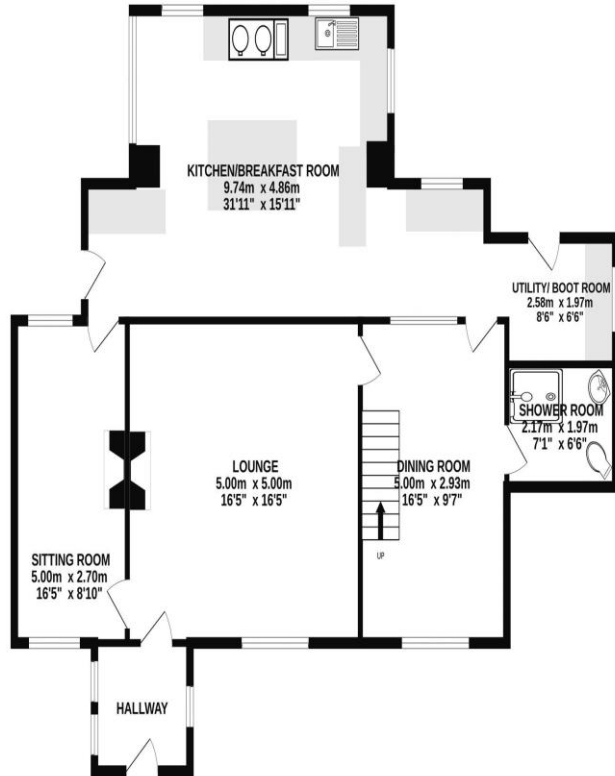 KITCHEN/BREAKFAST ROOM
9.74m x 4.86m
31'11" x 15'11"
UTILITY/ BOOT ROOM
2.58m x 1.97m
8'6" x 6'6"
SHOWER ROOM
2.17m x 1.97m
7'1" x 6'6"
LOUNGE
5.00m x 5.00m
16'5" x 16'5"
DINING ROOM
5.00m x 2.93m
16'5" x 9'7"
UP
SITTING ROOM
5.00m x 2.70m
16'5" x 8'10"
HALLWAY